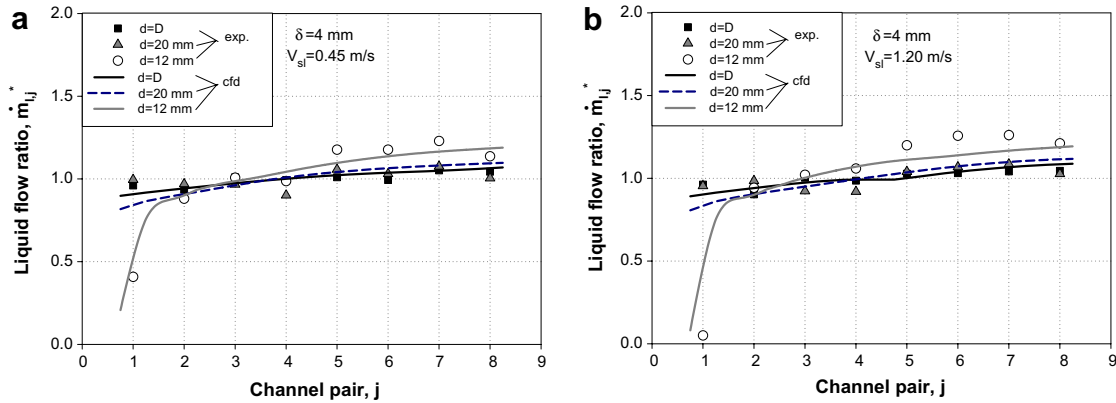 a
2.0
1.5
1.0
0.5
0.0
0 1 2 3 4 5 6 7 8 9
Liquid flow ratio, ṁl,j*
Channel pair, j
d=D
d=20 mm
d=12 mm
exp.
d=D
d=20 mm
d=12 mm
cfd
δ=4 mm
Vsl=0.45 m/s
b
2.0
1.5
1.0
0.5
0.0
0 1 2 3 4 5 6 7 8 9
Liquid flow ratio, ṁl,j*
Channel pair, j
d=D
d=20 mm
d=12 mm
exp.
d=D
d=20 mm
d=12 mm
cfd
δ=4 mm
Vsl=1.20 m/s